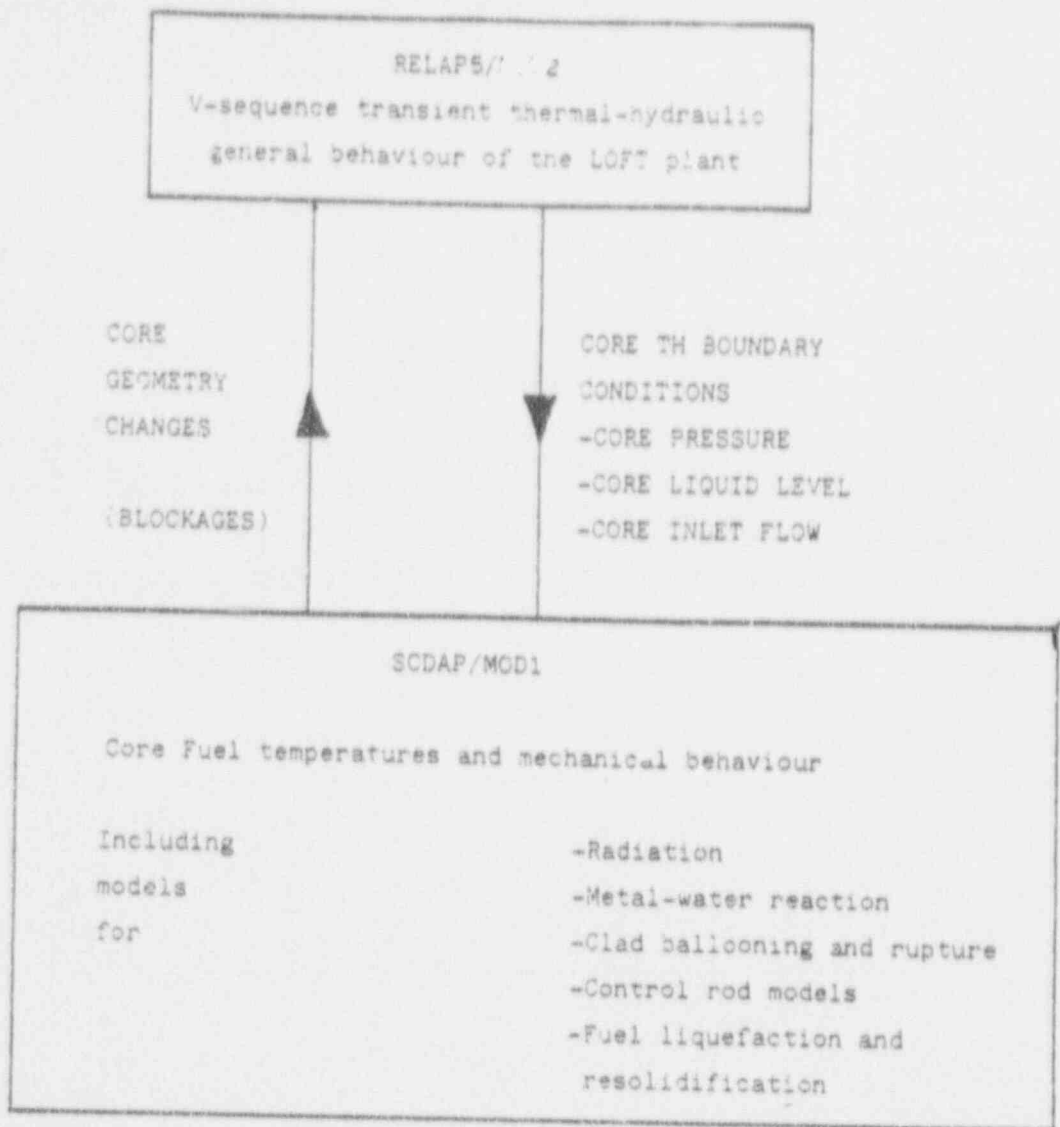 RELAP5/
V-sequence transient thermal-hydraulic
general behaviour of the LOFT plant
CORE
GEOMETRY
CHANGES
(BLOCKAGES)
CORE TH BOUNDARY
CONDITIONS
-CORE PRESSURE
-CORE LIQUID LEVEL
-CORE INLET FLOW
SCDAP/MOD1
Core Fuel temperatures and mechanical behaviour
Including
models
for
-Radiation
-Metal-water reaction
-Clad ballooning and rupture
-Control rod models
-Fuel liquefaction and
resolidification